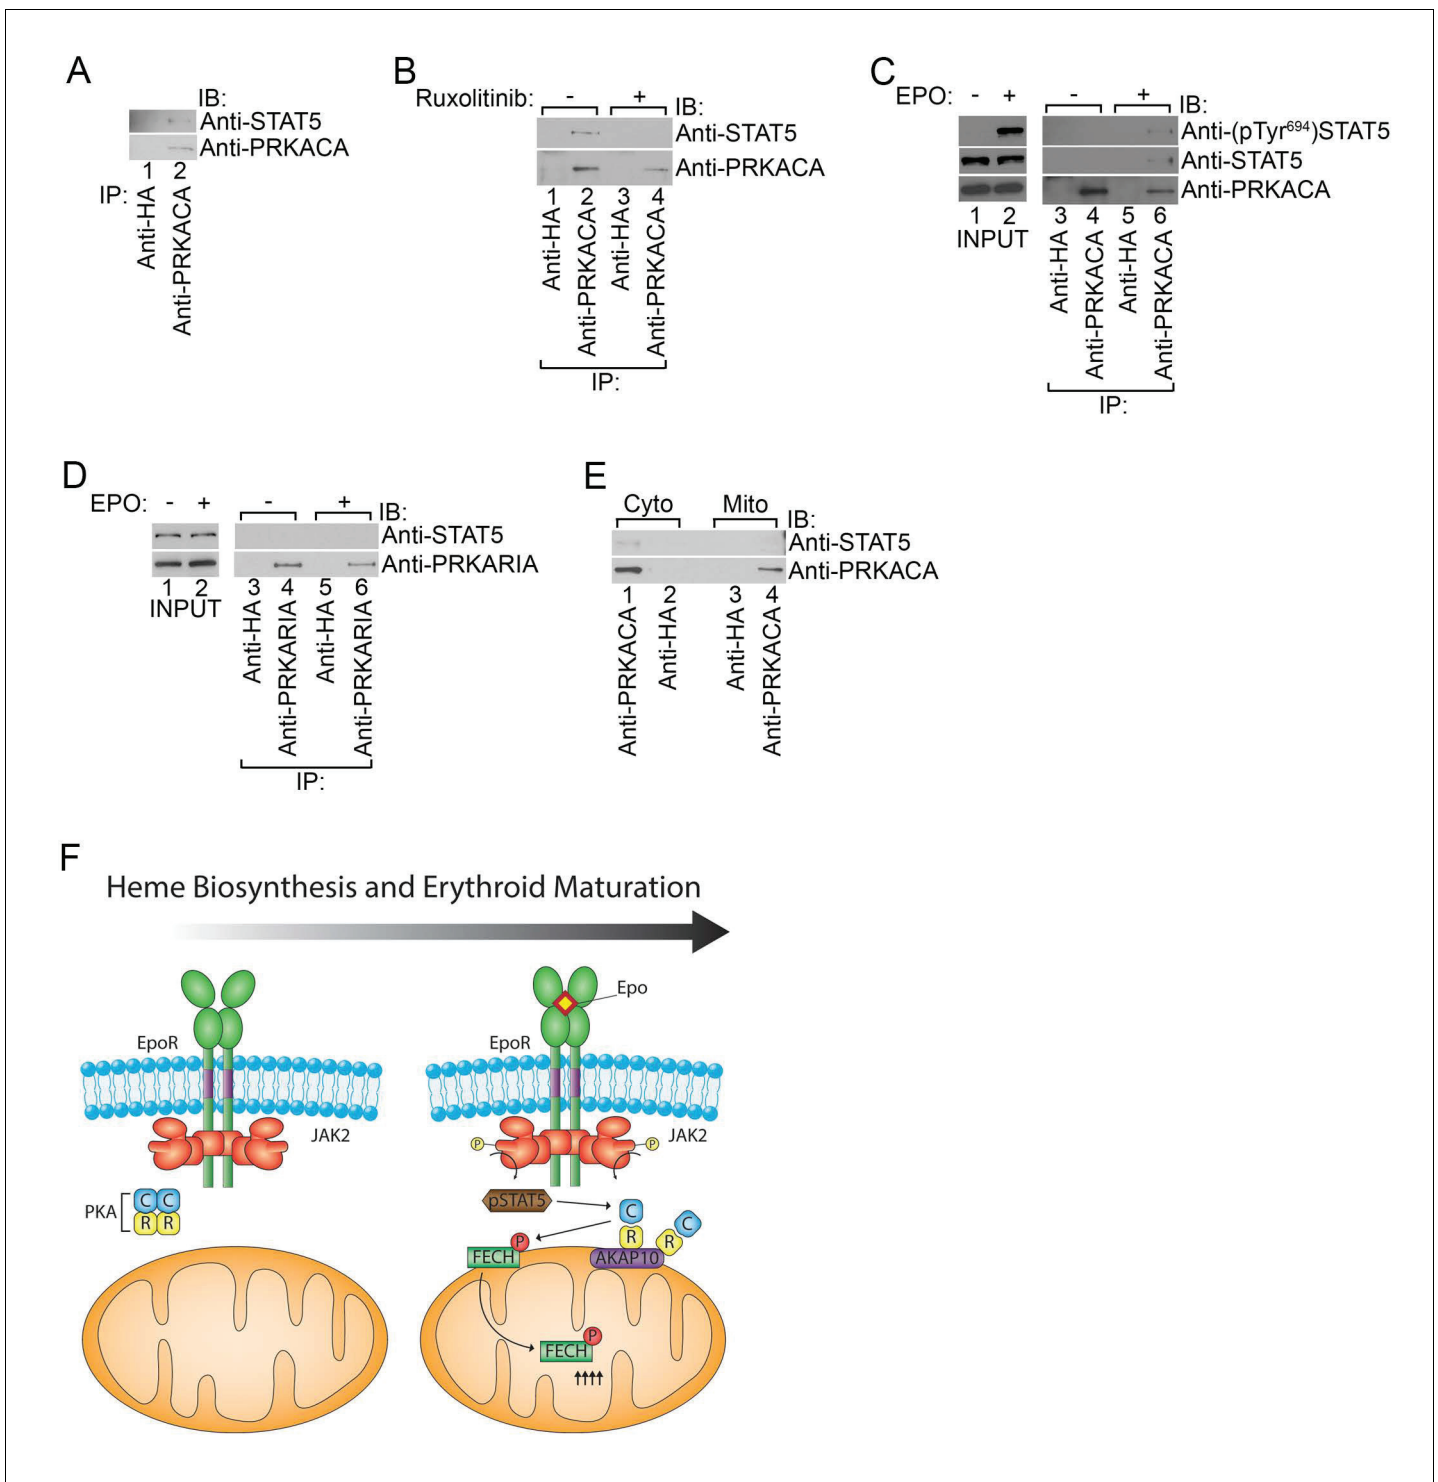 A
IB:
Anti-STAT5
Anti-PRKACA
1 2
IP:
Anti-HA
Anti-PRKACA
B
Ruxolitinib: - +
IB:
Anti-STAT5
Anti-PRKACA
1 2 3 4
Anti-HA
Anti-PRKACA
Anti-HA
Anti-PRKACA
IP:
C
EPO: - + - +
IB:
Anti-(pTyr694)STAT5
Anti-STAT5
Anti-PRKACA
1 2 3 4 5 6
INPUT
Anti-HA
Anti-PRKACA
Anti-HA
Anti-PRKACA
IP:
D
EPO: - + - +
IB:
Anti-STAT5
Anti-PRKARIA
1 2 3 4 5 6
INPUT
Anti-HA
Anti-PRKARIA
Anti-HA
Anti-PRKARIA
IP:
E
Cyto Mito
IB:
Anti-STAT5
Anti-PRKACA
1 2 3 4
Anti-PRKACA
Anti-HA
Anti-HA
Anti-PRKACA
F
Heme Biosynthesis and Erythroid Maturation
EpoR
JAK2
PKA
C C
R R
Epo
EpoR
JAK2
P P
pSTAT5
C
R
C
R
P
FECH
AKAP10
P
FECH